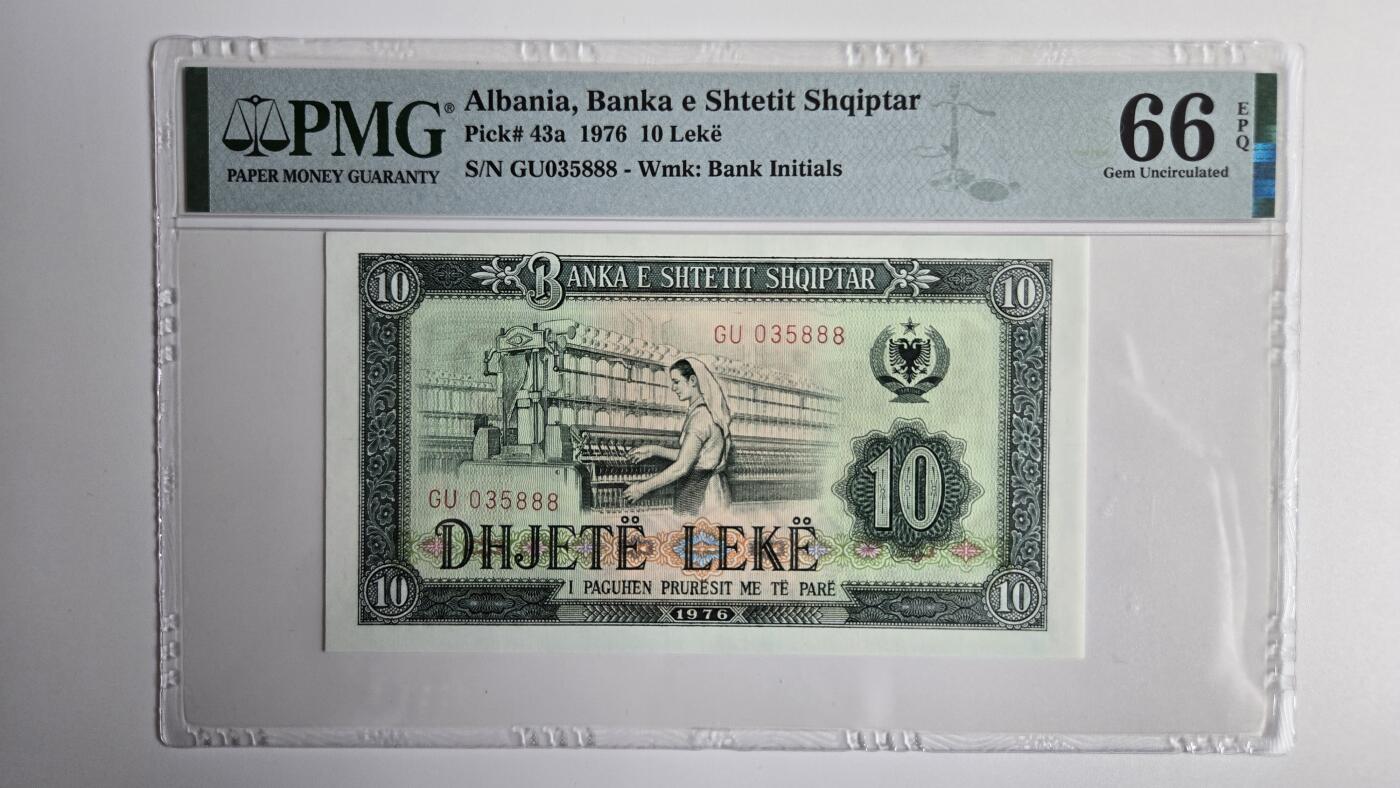 PMG®
PAPER MONEY GUARANTY
Albania, Banka e Shtetit Shqiptar
Pick# 43a 1976 10 Lekë
S/N GU035888 - Wmk: Bank Initials
66
EPQ
Gem Uncirculated
10
BANKA E SHTETIT SHQIPTAR
10
GU 035888
10
GU 035888
DHJETË LEKË
I PAGUHEN PRURËSIT ME TË PARË
10
1976
10